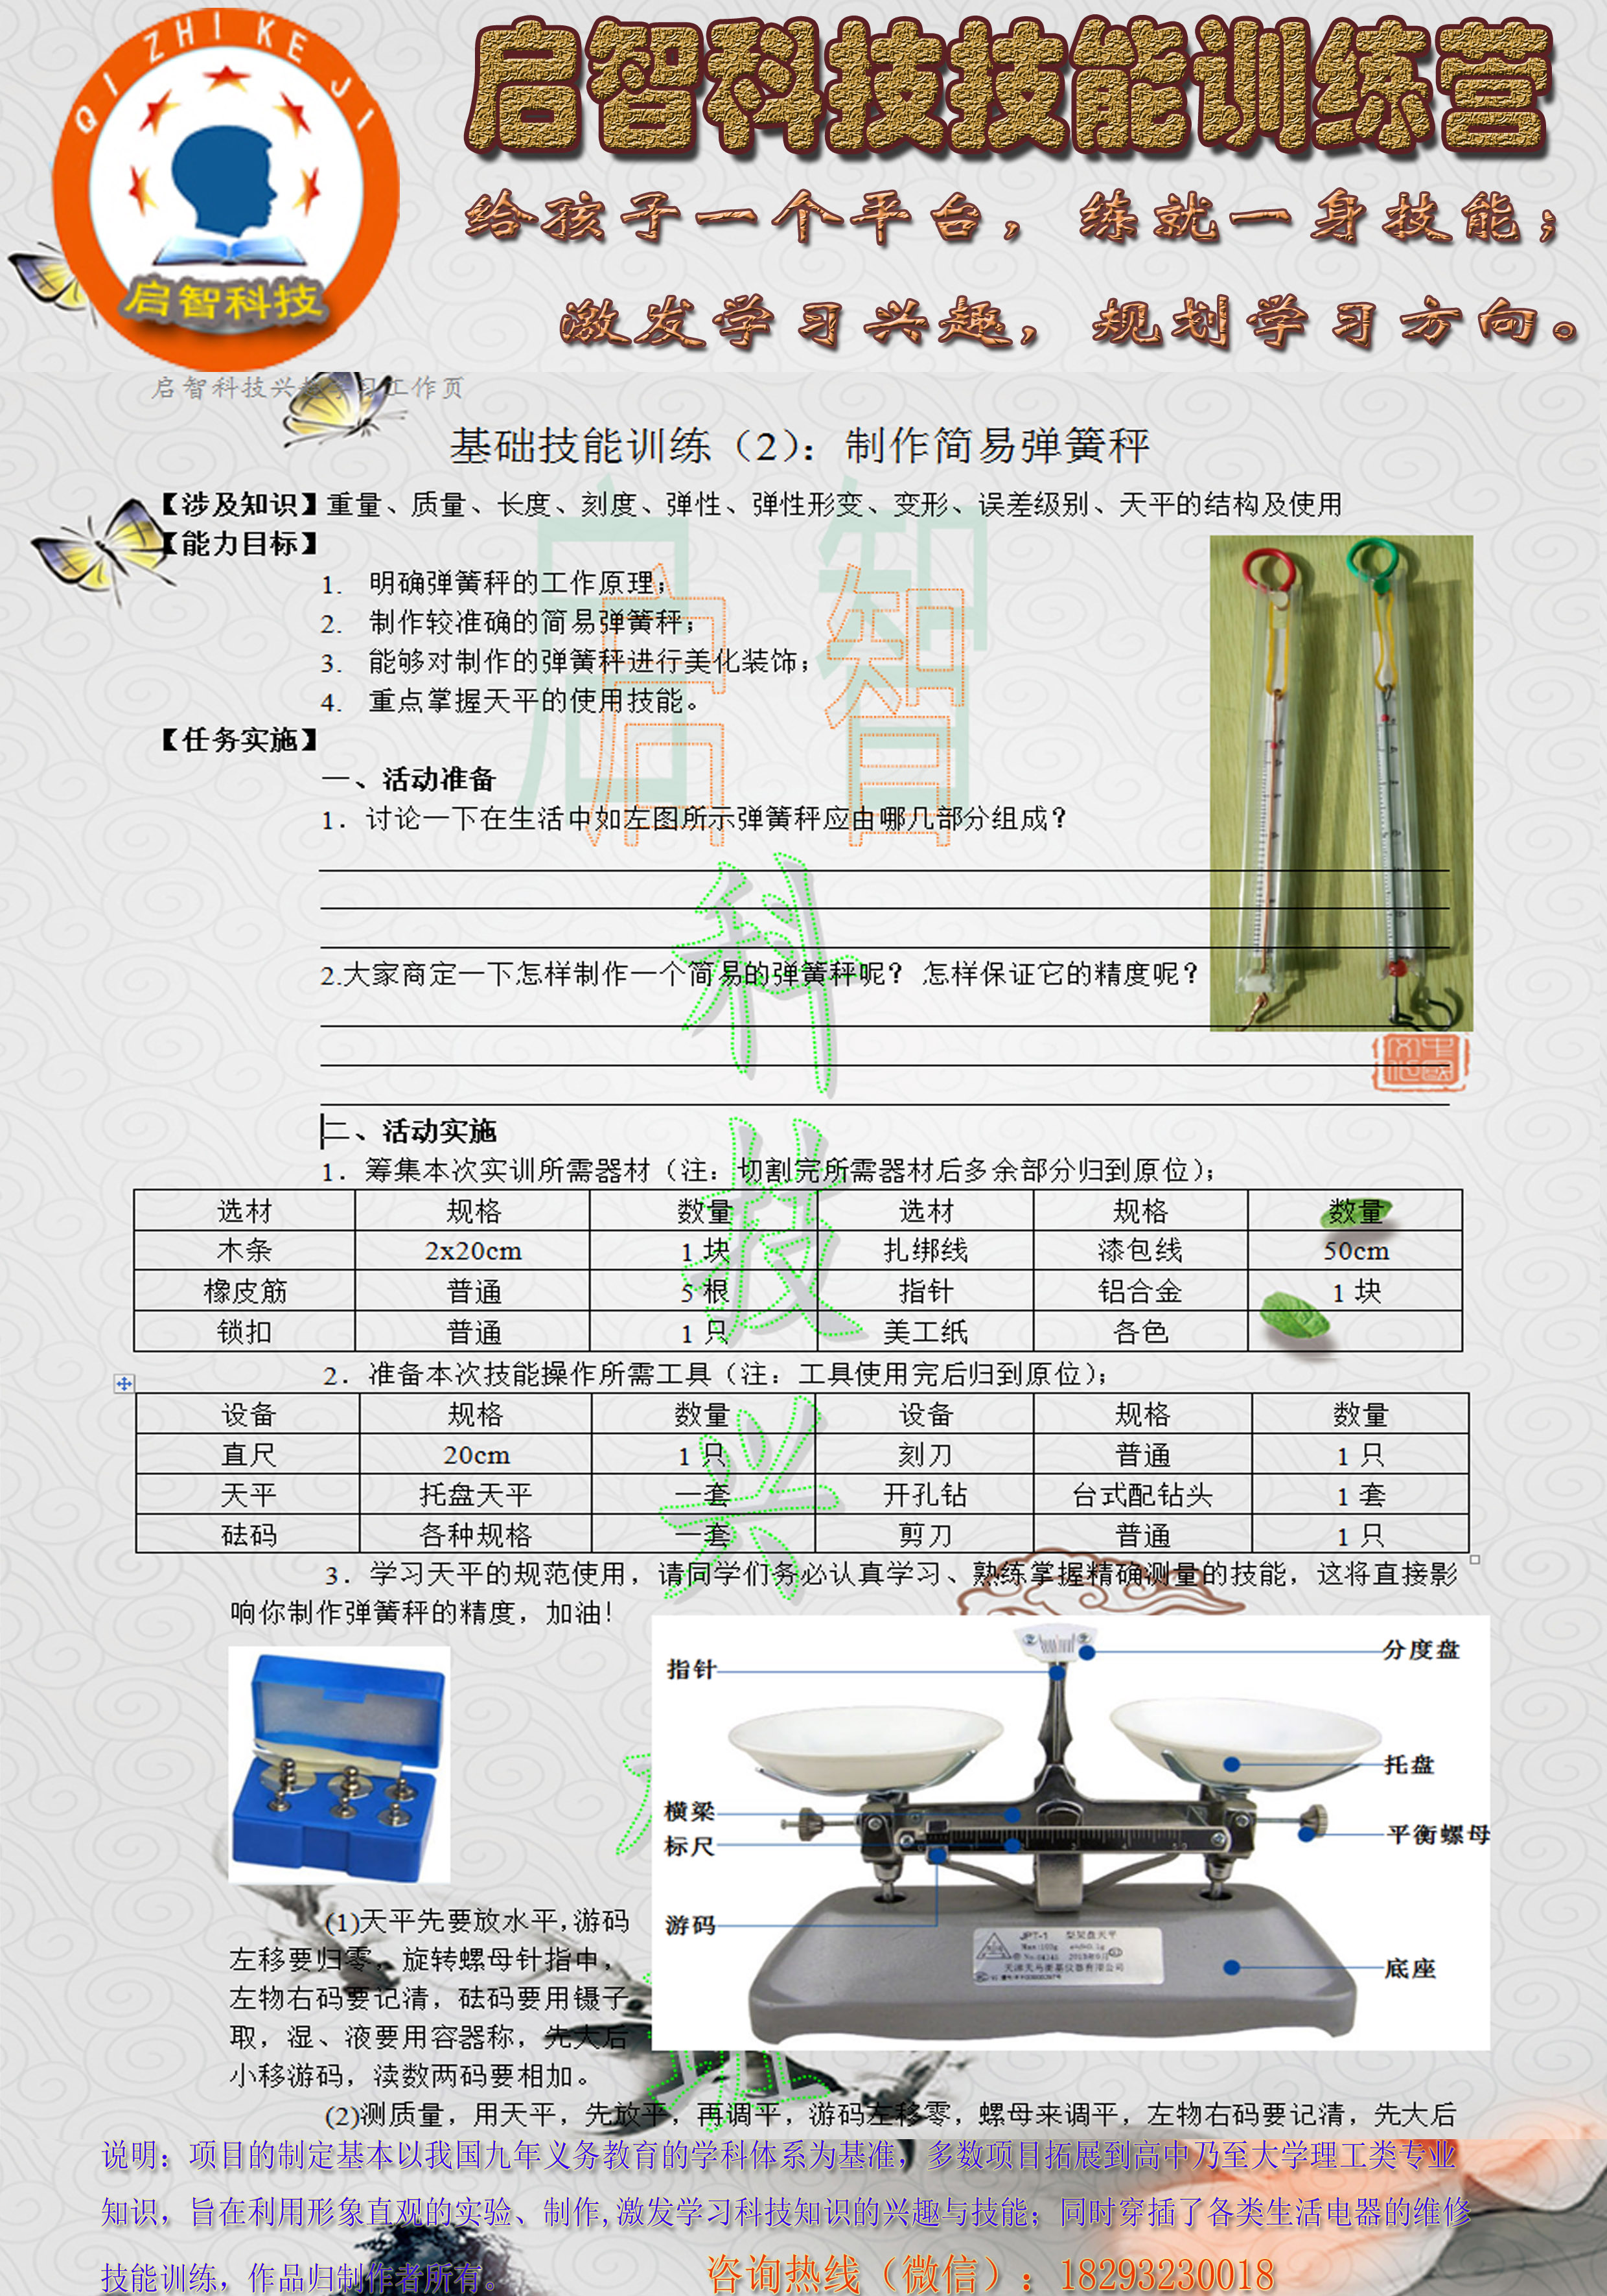 QI ZHI KE JI
启智科技
启智科技技能训练营
给孩子一个平台，练就一身技能；
激发学习兴趣，规划学习方向。
启智科技兴趣学习工作页
基础技能训练（2）：制作简易弹簧秤
【涉及知识】重量、质量、长度、刻度、弹性、弹性形变、变形、误差级别、天平的结构及使用
【能力目标】
1. 明确弹簧秤的工作原理；
2. 制作较准确的简易弹簧秤；
3. 能够对制作的弹簧秤进行美化装饰；
4. 重点掌握天平的使用技能。
【任务实施】
一、活动准备
1．讨论一下在生活中如左图所示弹簧秤应由哪几部分组成？
2.大家商定一下怎样制作一个简易的弹簧秤呢？ 怎样保证它的精度呢？
二、活动实施
1．筹集本次实训所需器材（注：切割完所需器材后多余部分归到原位）；
选材 规格 数量 选材 规格 数量
木条 2x20cm 1 块 扎绑线 漆包线 50cm
橡皮筋 普通 5 根 指针 铝合金 1 块
锁扣 普通 1 只 美工纸 各色
2．准备本次技能操作所需工具（注：工具使用完后归到原位）；
设备 规格 数量 设备 规格 数量
直尺 20cm 1 只 刻刀 普通 1 只
天平 托盘天平 一套 开孔钻 台式配钻头 1 套
砝码 各种规格 一套 剪刀 普通 1 只
3．学习天平的规范使用，请同学们务必认真学习、熟练掌握精确测量的技能，这将直接影
响你制作弹簧秤的精度，加油！
指针
分度盘
托盘
横梁
标尺
平衡螺母
游码
底座
JPT-1 架盘天平
(1)天平先要放水平，游码
左移要归零，旋转螺母针指中，
左物右码要记清，砝码要用镊子
取，湿、液要用容器称，先大后
小移游码，渎数两码要相加。
(2)测质量，用天平，先放平，再调平，游码左移零，螺母来调平，左物右码要记清，先大后
说明：项目的制定基本以我国九年义务教育的学科体系为基准，多数项目拓展到高中乃至大学理工类专业
知识，旨在利用形象直观的实验、制作,激发学习科技知识的兴趣与技能；同时穿插了各类生活电器的维修
技能训练，作品归制作者所有。
咨询热线（微信）：18293230018
启智
启智
科
技
兴